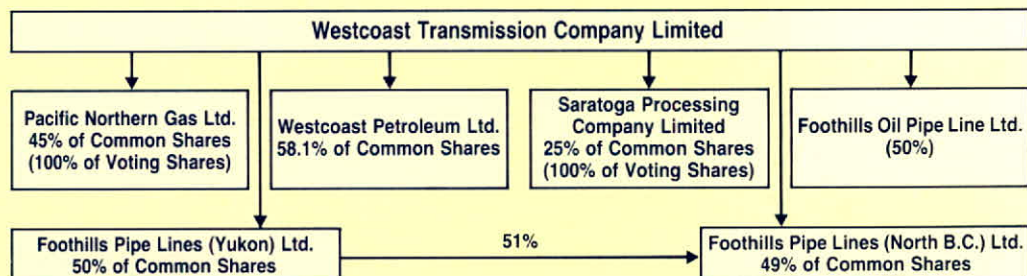 Westcoast Transmission Company Limited
Pacific Northern Gas Ltd.
45% of Common Shares
(100% of Voting Shares)
Westcoast Petroleum Ltd.
58.1% of Common Shares
Saratoga Processing
Company Limited
25% of Common Shares
(100% of Voting Shares)
Foothills Oil Pipe Line Ltd.
(50%)
Foothills Pipe Lines (Yukon) Ltd.
50% of Common Shares
51%
Foothills Pipe Lines (North B.C.) Ltd.
49% of Common Shares